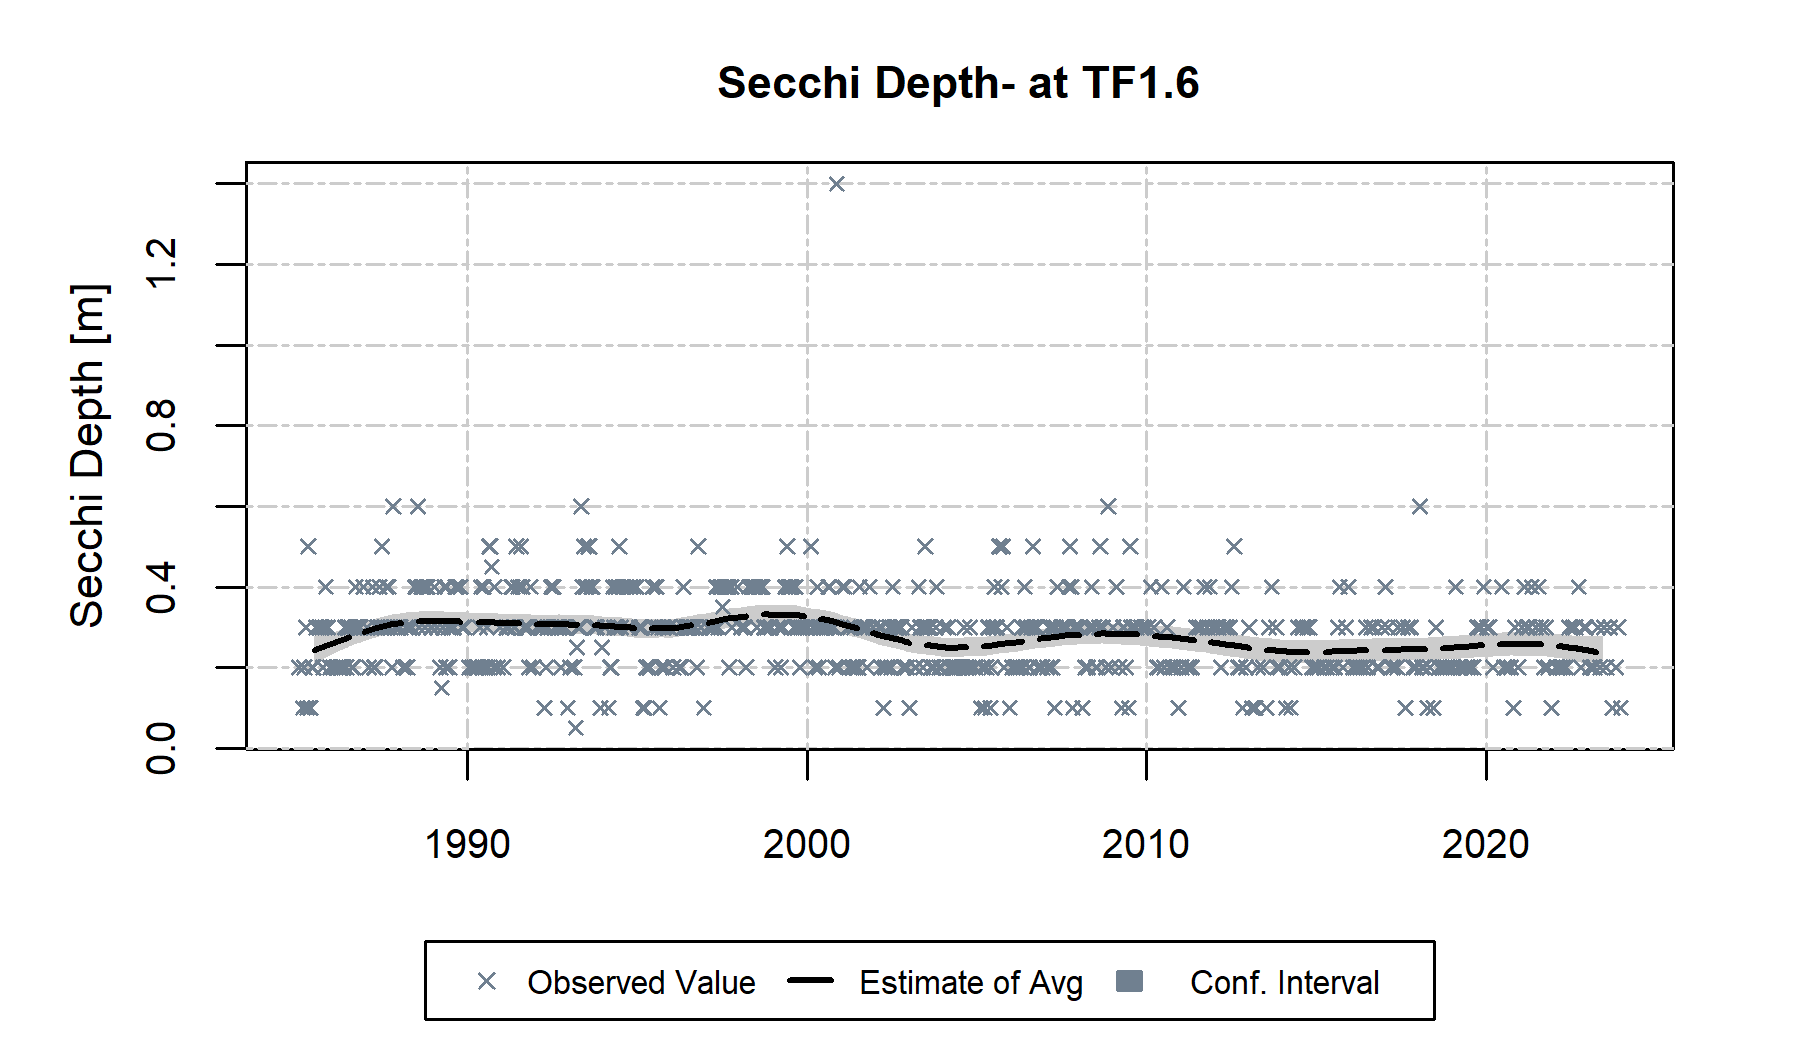 Secchi Depth- at TF1.6
Secchi Depth [m]
1.2
0.8
0.4
0.0
1990 2000 2010 2020
Observed Value Estimate of Avg Conf. Interval